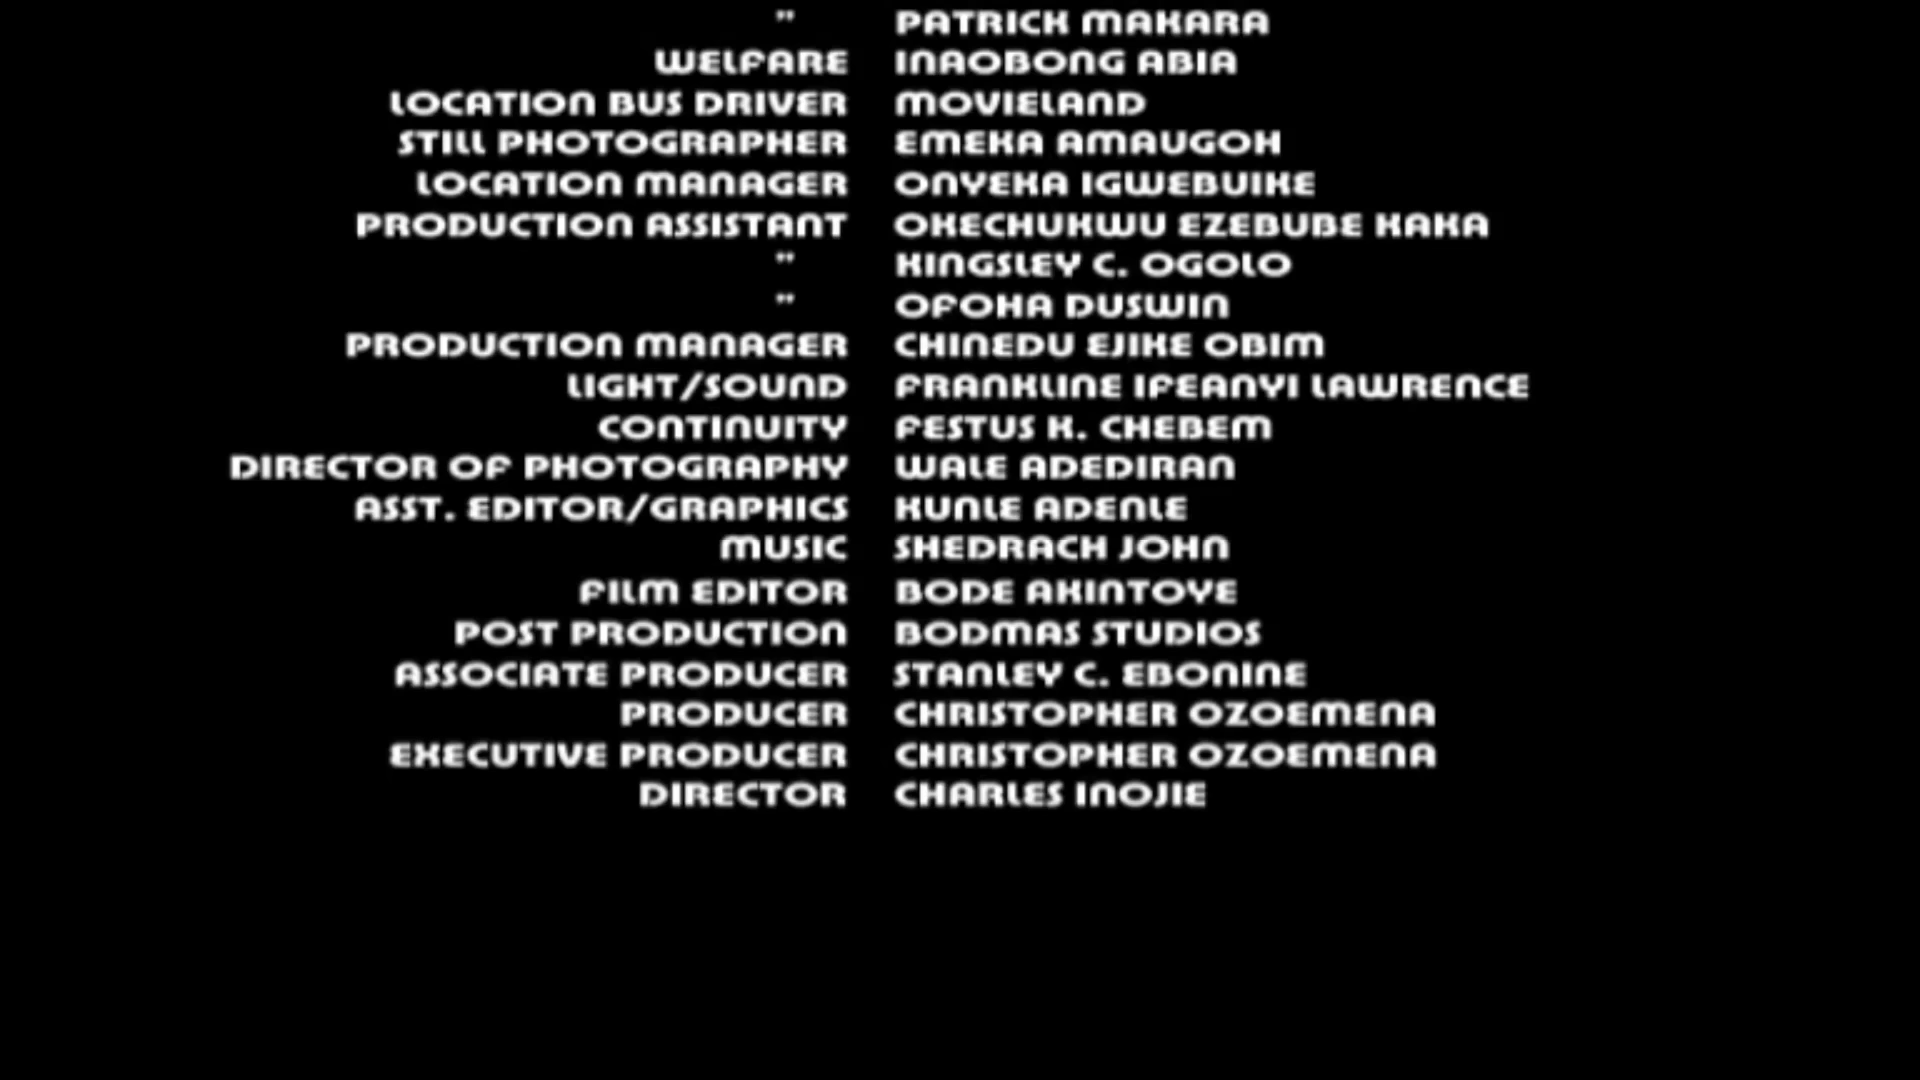 " PATRICK MAKARA
WELFARE INAOBONG ABIA
LOCATION BUS DRIVER MOVIELAND
STILL PHOTOGRAPHER EMEKA AMAUGOH
LOCATION MANAGER ONYEKA IGWEBUIKE
PRODUCTION ASSISTANT OKECHUKWU EZEBUBE KAKA
" KINGSLEY C. OGOLO
" OFOHA DUSWIN
PRODUCTION MANAGER CHINEDU EJIKE OBIM
LIGHT/SOUND FRANKLINE IFEANYI LAWRENCE
CONTINUITY FESTUS K. CHEBEM
DIRECTOR OF PHOTOGRAPHY WALE ADEDIRAN
ASST. EDITOR/GRAPHICS KUNLE ADENLE
MUSIC SHEDRACH JOHN
FILM EDITOR BODE AKINTOYE
POST PRODUCTION BODMAS STUDIOS
ASSOCIATE PRODUCER STANLEY C. EBONINE
PRODUCER CHRISTOPHER OZOEMENA
EXECUTIVE PRODUCER CHRISTOPHER OZOEMENA
DIRECTOR CHARLES INOJIE